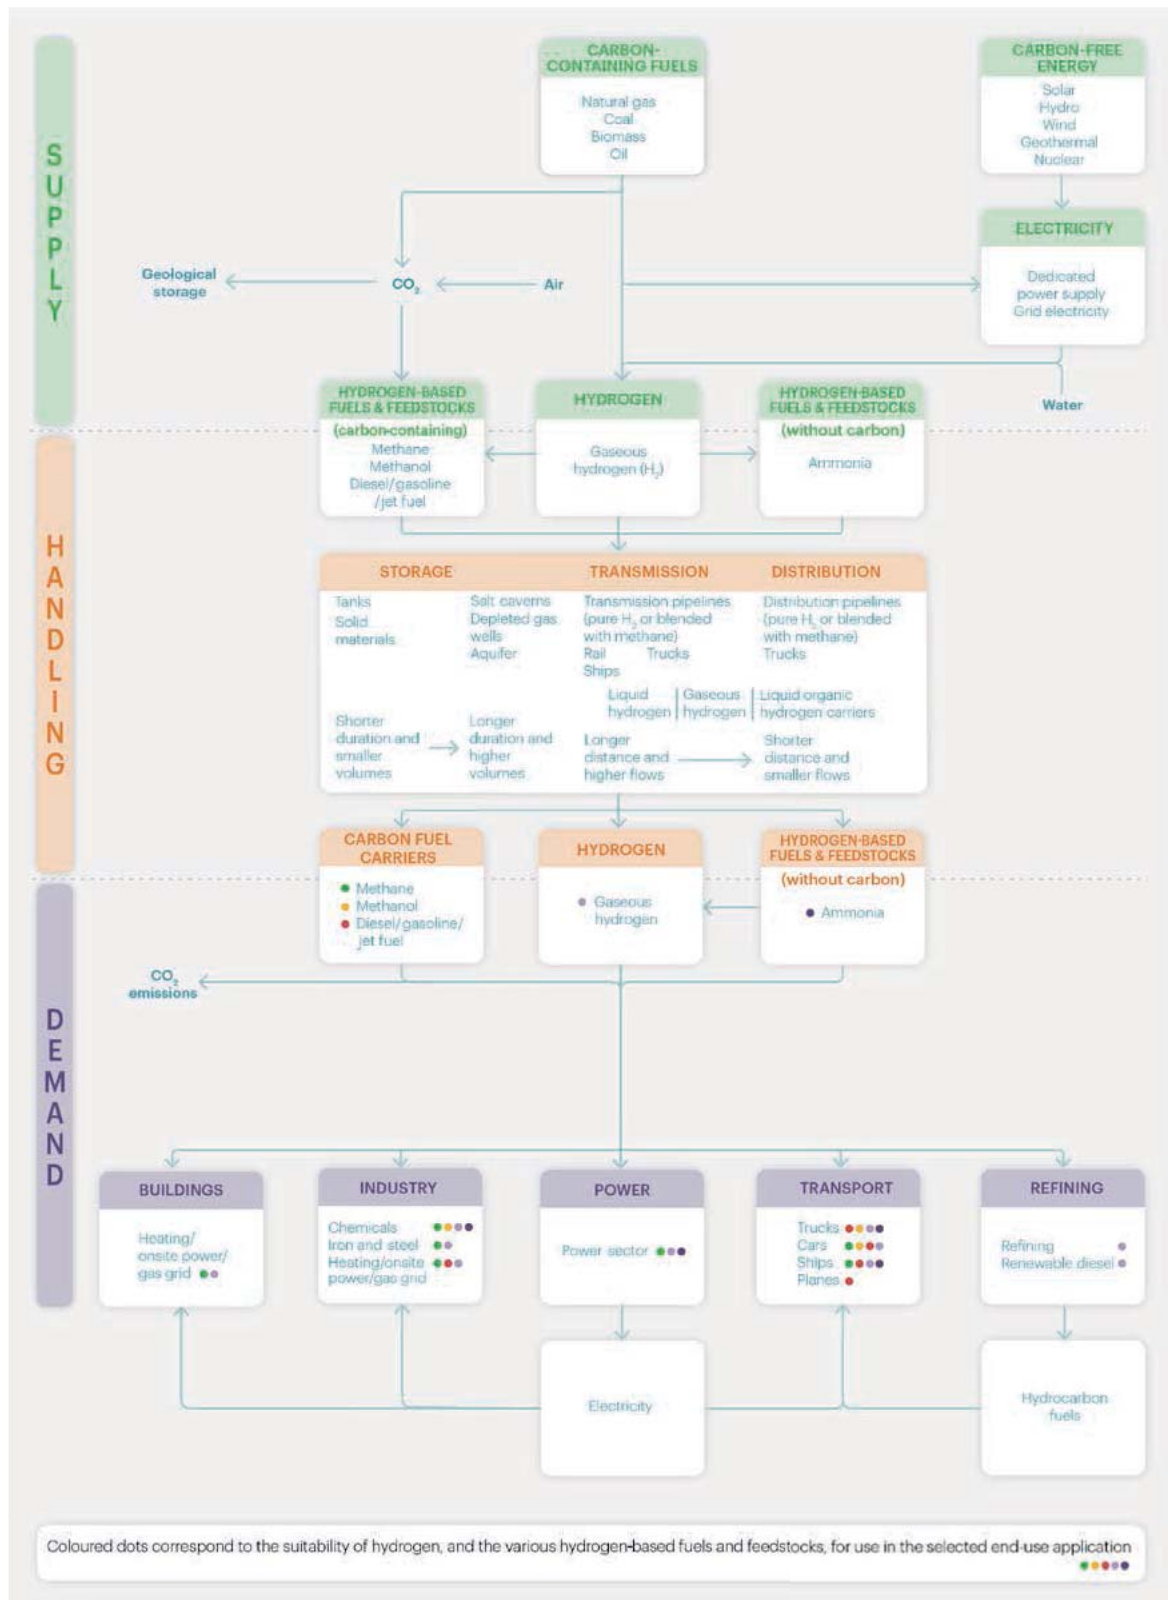 SUPPLY
CARBON-
CONTAINING FUELS
Natural gas
Coal
Biomass
Oil
CARBON-FREE
ENERGY
Solar
Hydro
Wind
Geothermal
Nuclear
ELECTRICITY
Dedicated
power supply
Grid electricity
Geological
storage
CO₂
Air
Water
HYDROGEN-BASED
FUELS & FEEDSTOCKS
(carbon-containing)
Methane
Methanol
Diesel/gasoline
/jet fuel
HYDROGEN
Gaseous
hydrogen (H₂)
HYDROGEN-BASED
FUELS & FEEDSTOCKS
(without carbon)
Ammonia
HANDLING
STORAGE
Tanks
Solid
materials
Salt caverns
Depleted gas
wells
Aquifer
Shorter
duration and
smaller
volumes
Longer
duration and
higher
volumes
TRANSMISSION
Transmission pipelines
(pure H₂ or blended
with methane)
Rail Trucks
Ships
DISTRIBUTION
Distribution pipelines
(pure H₂ or blended
with methane)
Trucks
Liquid
hydrogen
Gaseous
hydrogen
Liquid organic
hydrogen carriers
Longer
distance and
higher flows
Shorter
distance and
smaller flows
CARBON FUEL
CARRIERS
Methane
Methanol
Diesel/gasoline/
jet fuel
HYDROGEN
Gaseous
hydrogen
HYDROGEN-BASED
FUELS & FEEDSTOCKS
(without carbon)
Ammonia
DEMAND
CO₂
emissions
BUILDINGS
Heating/
onsite power/
gas grid
INDUSTRY
Chemicals
Iron and steel
Heating/onsite
power/gas grid
POWER
Power sector
TRANSPORT
Trucks
Cars
Ships
Planes
REFINING
Refining
Renewable diesel
Electricity
Hydrocarbon
fuels
Coloured dots correspond to the suitability of hydrogen, and the various hydrogen-based fuels and feedstocks, for use in the selected end-use application